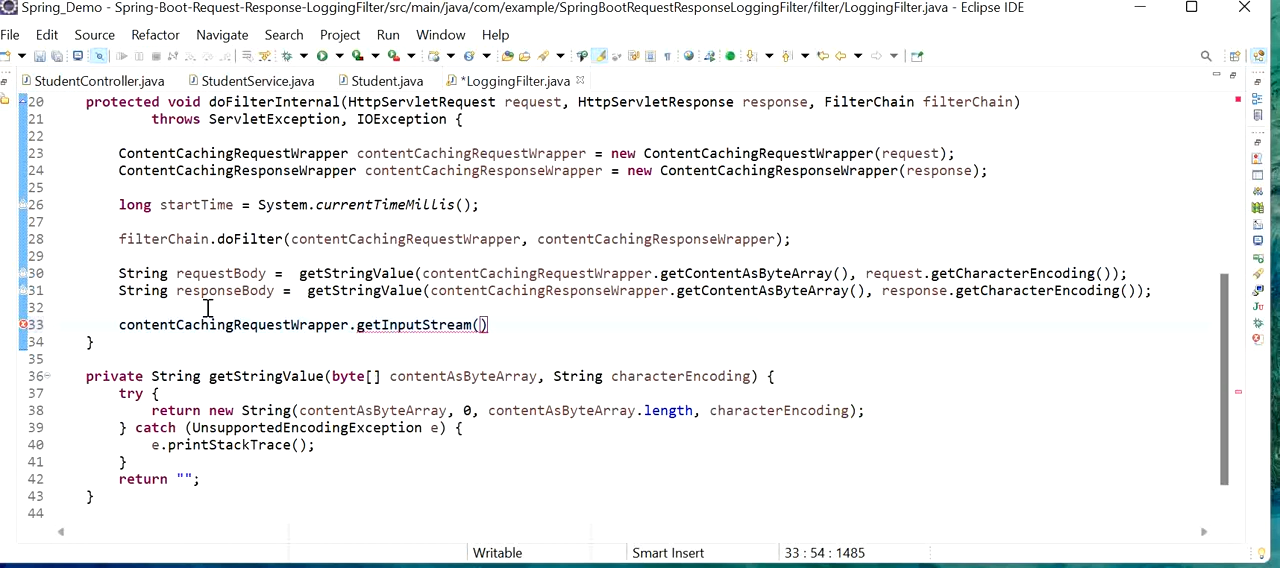 Spring_Demo - Spring-Boot-Request-Response-LoggingFilter/src/main/java/com/example/SpringBootRequestResponseLoggingFilter/filter/LoggingFilter.java - Eclipse IDE
File Edit Source Refactor Navigate Search Project Run Window Help
StudentController.java StudentService.java Student.java *LoggingFilter.java
20 protected void doFilterInternal(HttpServletRequest request, HttpServletResponse response, FilterChain filterChain)
21 throws ServletException, IOException {
22
23 ContentCachingRequestWrapper contentCachingRequestWrapper = new ContentCachingRequestWrapper(request);
24 ContentCachingResponseWrapper contentCachingResponseWrapper = new ContentCachingResponseWrapper(response);
25
26 long startTime = System.currentTimeMillis();
27
28 filterChain.doFilter(contentCachingRequestWrapper, contentCachingResponseWrapper);
29
30 String requestBody = getStringValue(contentCachingRequestWrapper.getContentAsByteArray(), request.getCharacterEncoding());
31 String responseBody = getStringValue(contentCachingResponseWrapper.getContentAsByteArray(), response.getCharacterEncoding());
32
33 contentCachingRequestWrapper.getInputStream()
34 }
35
36 private String getStringValue(byte[] contentAsByteArray, String characterEncoding) {
37 try {
38 return new String(contentAsByteArray, 0, contentAsByteArray.length, characterEncoding);
39 } catch (UnsupportedEncodingException e) {
40 e.printStackTrace();
41 }
42 return "";
43 }
44
Writable Smart Insert 33 : 54 : 1485